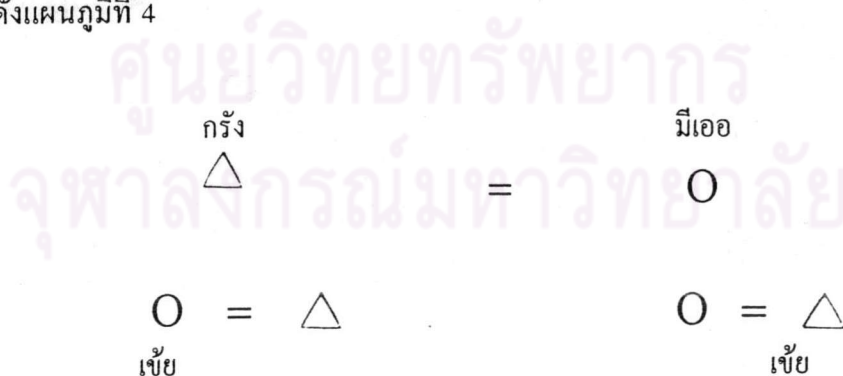 ดังแผนภูมิที่ 4
ศูนย์วิทยทรัพยากร
กรัง มีเออ
จุฬาลงกรณ์มหาวิทยาลัย
△ = O
O = △ O = △
เข้ย เข้ย